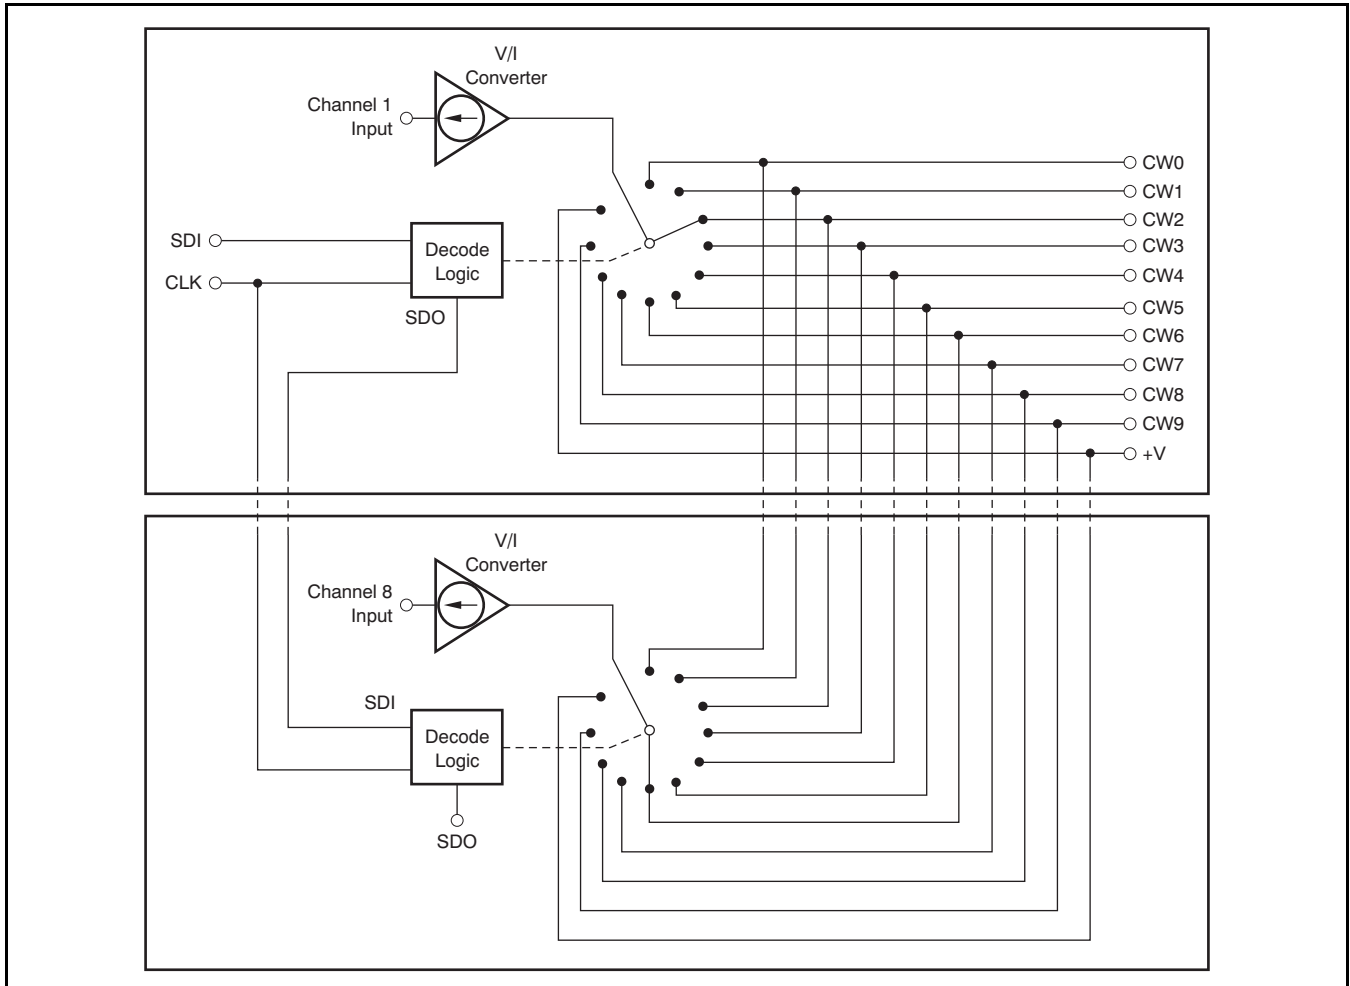 V/I
Converter
Channel 1
Input
CW0
CW1
CW2
CW3
CW4
CW5
CW6
CW7
CW8
CW9
+V
SDI
CLK
Decode
Logic
SDO
V/I
Converter
Channel 8
Input
SDI
Decode
Logic
SDO